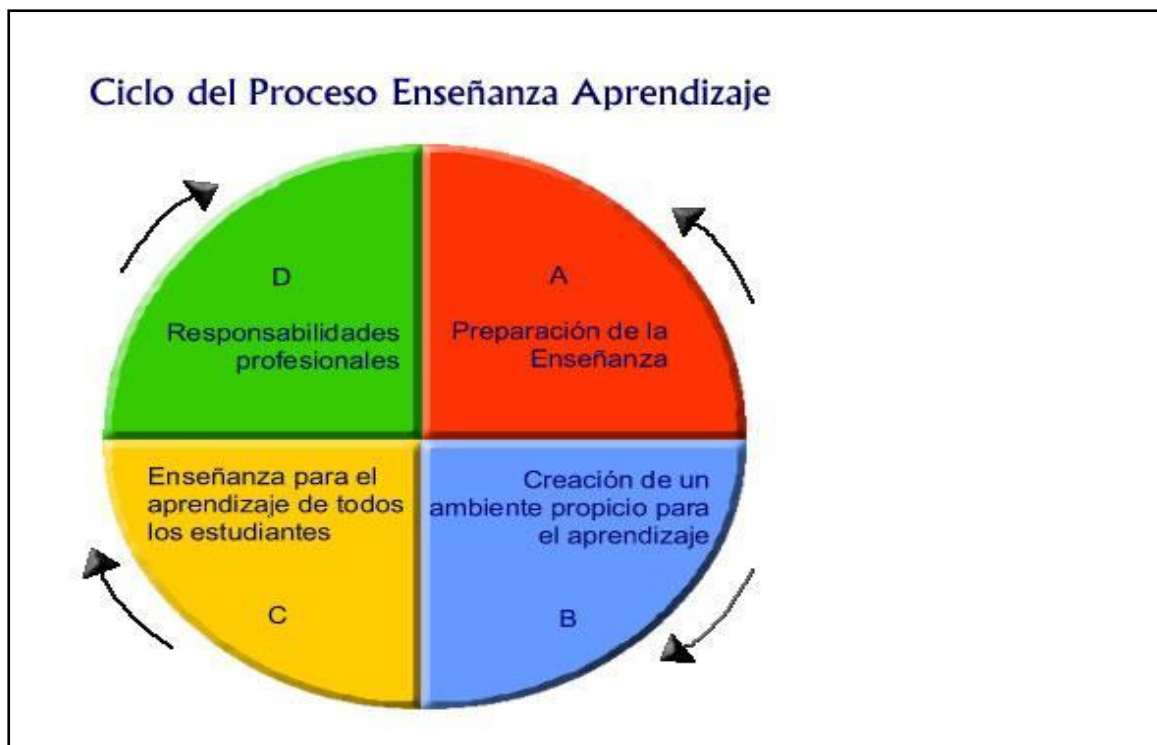 Ciclo del Proceso Enseñanza Aprendizaje
D
Responsabilidades
profesionales
A
Preparación de la
Enseñanza
Enseñanza para el
aprendizaje de todos
los estudiantes
C
Creación de un
ambiente propicio para
el aprendizaje
B